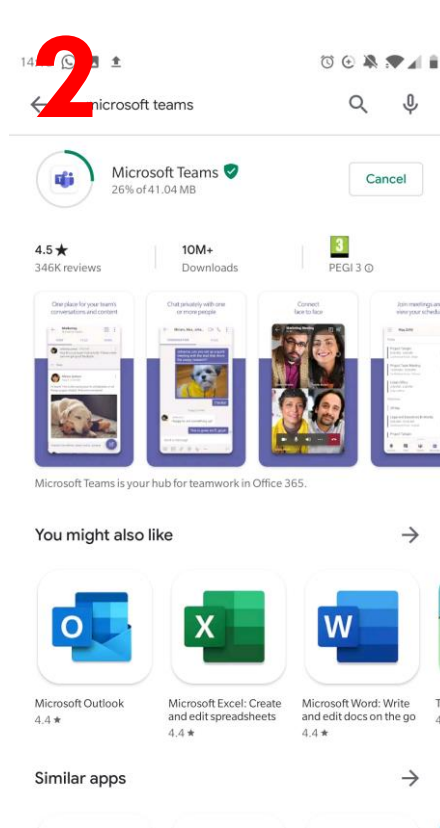 2
14:
microsoft teams
Microsoft Teams
26% of 41.04 MB
Cancel
4.5 ★
346K reviews
10M+
Downloads
3
PEGI 3
One place for your team's
conversations and content
Chat privately with one
or more people
Connect
face to face
Join meetings an
view your schedu
Microsoft Teams is your hub for teamwork in Office 365.
You might also like
O
X
W
Microsoft Outlook
4.4 ★
Microsoft Excel: Create
and edit spreadsheets
4.4 ★
Microsoft Word: Write
and edit docs on the go
4.4 ★
T
4
Similar apps